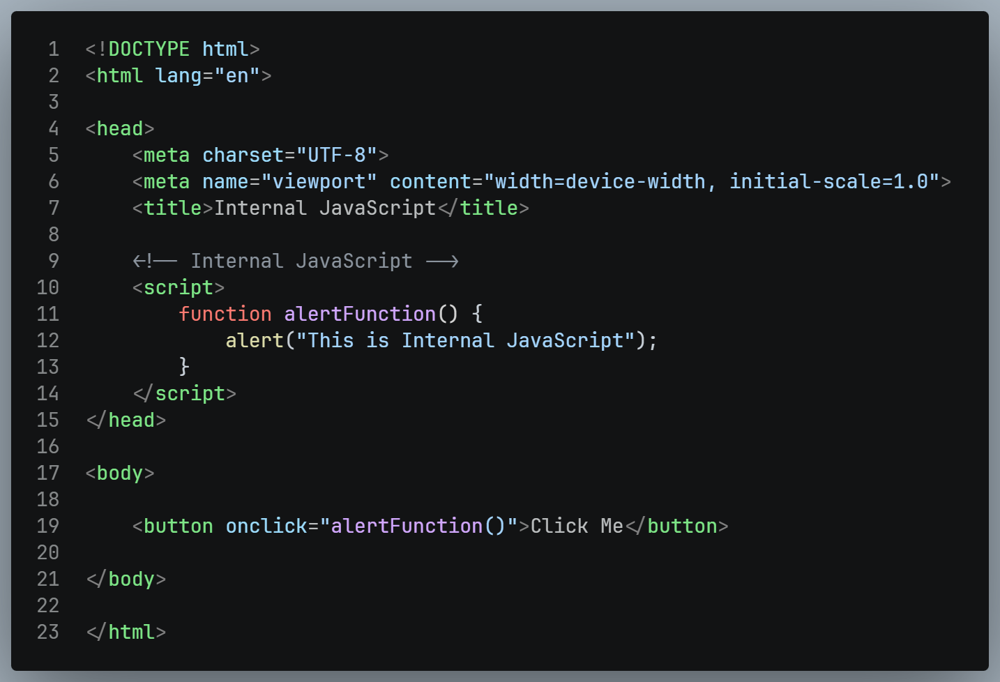 1 <!DOCTYPE html>
2 <html lang="en">
3
4 <head>
5     <meta charset="UTF-8">
6     <meta name="viewport" content="width=device-width, initial-scale=1.0">
7     <title>Internal JavaScript</title>
8
9     <!-- Internal JavaScript -->
10     <script>
11         function alertFunction() {
12             alert("This is Internal JavaScript");
13         }
14     </script>
15 </head>
16
17 <body>
18
19     <button onclick="alertFunction()">Click Me</button>
20
21 </body>
22
23 </html>